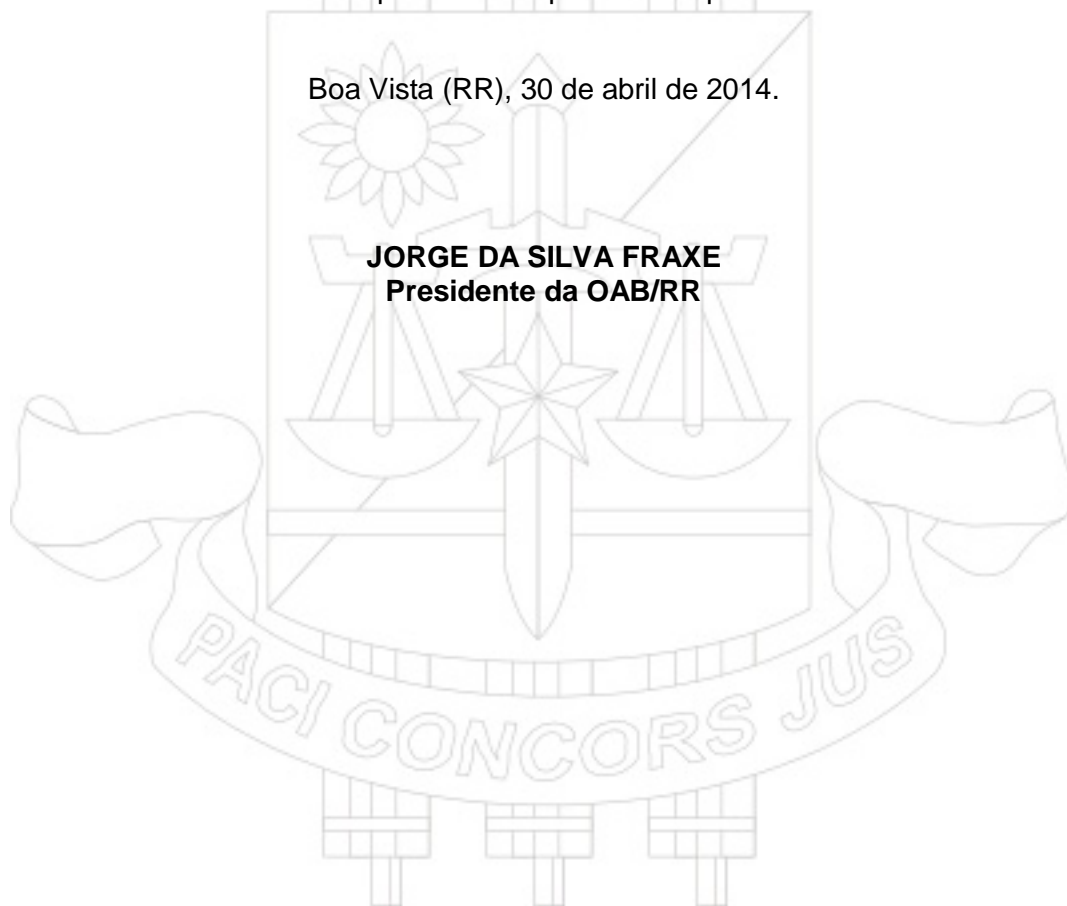 Boa Vista (RR), 30 de abril de 2014.
JORGE DA SILVA FRAXE
Presidente da OAB/RR
PACI CONCORS JUS